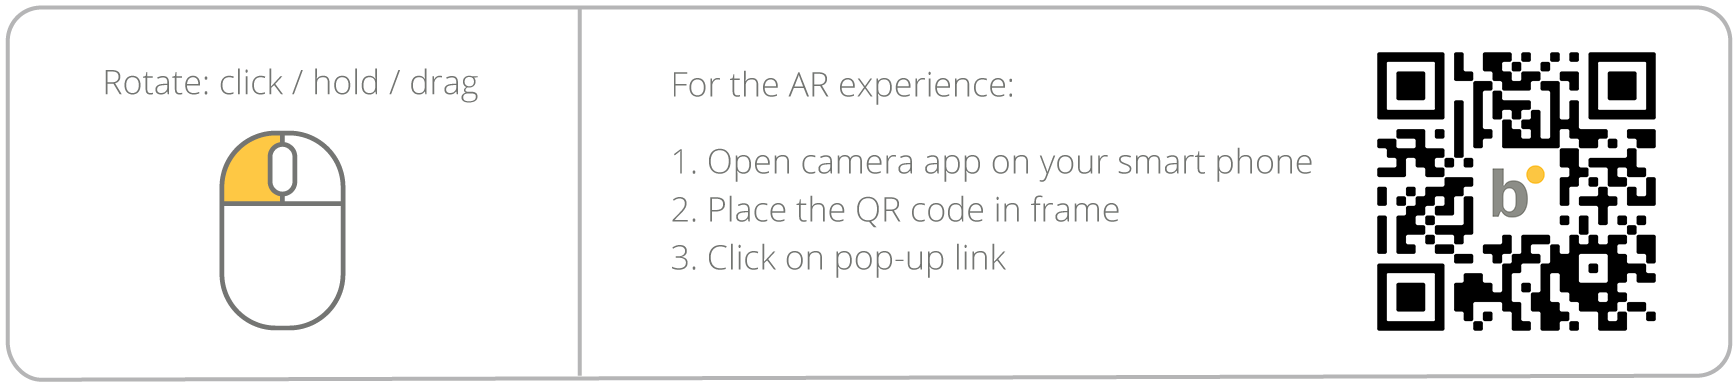 Rotate: click / hold / drag
For the AR experience:
1. Open camera app on your smart phone
2. Place the QR code in frame
3. Click on pop-up link
b